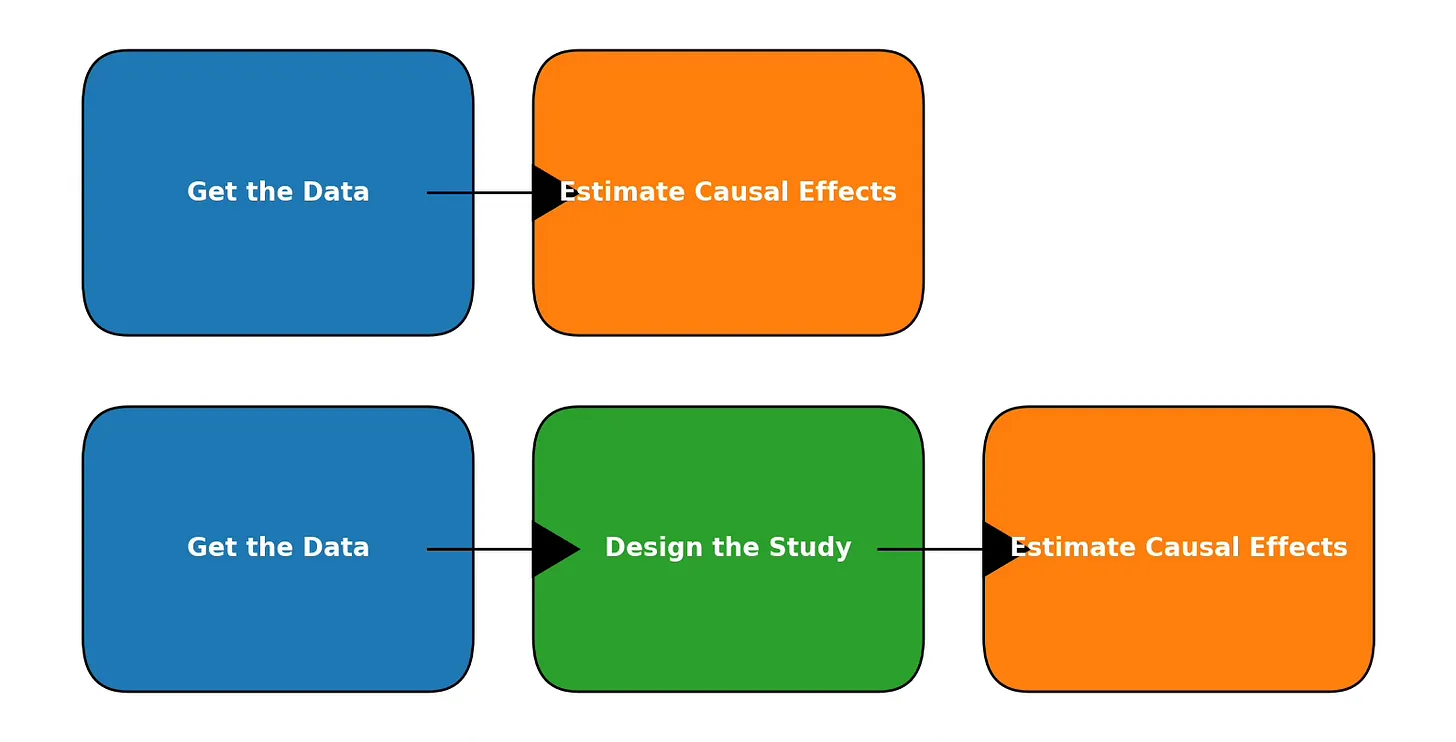 Get the Data
Estimate Causal Effects
Get the Data
Design the Study
Estimate Causal Effects